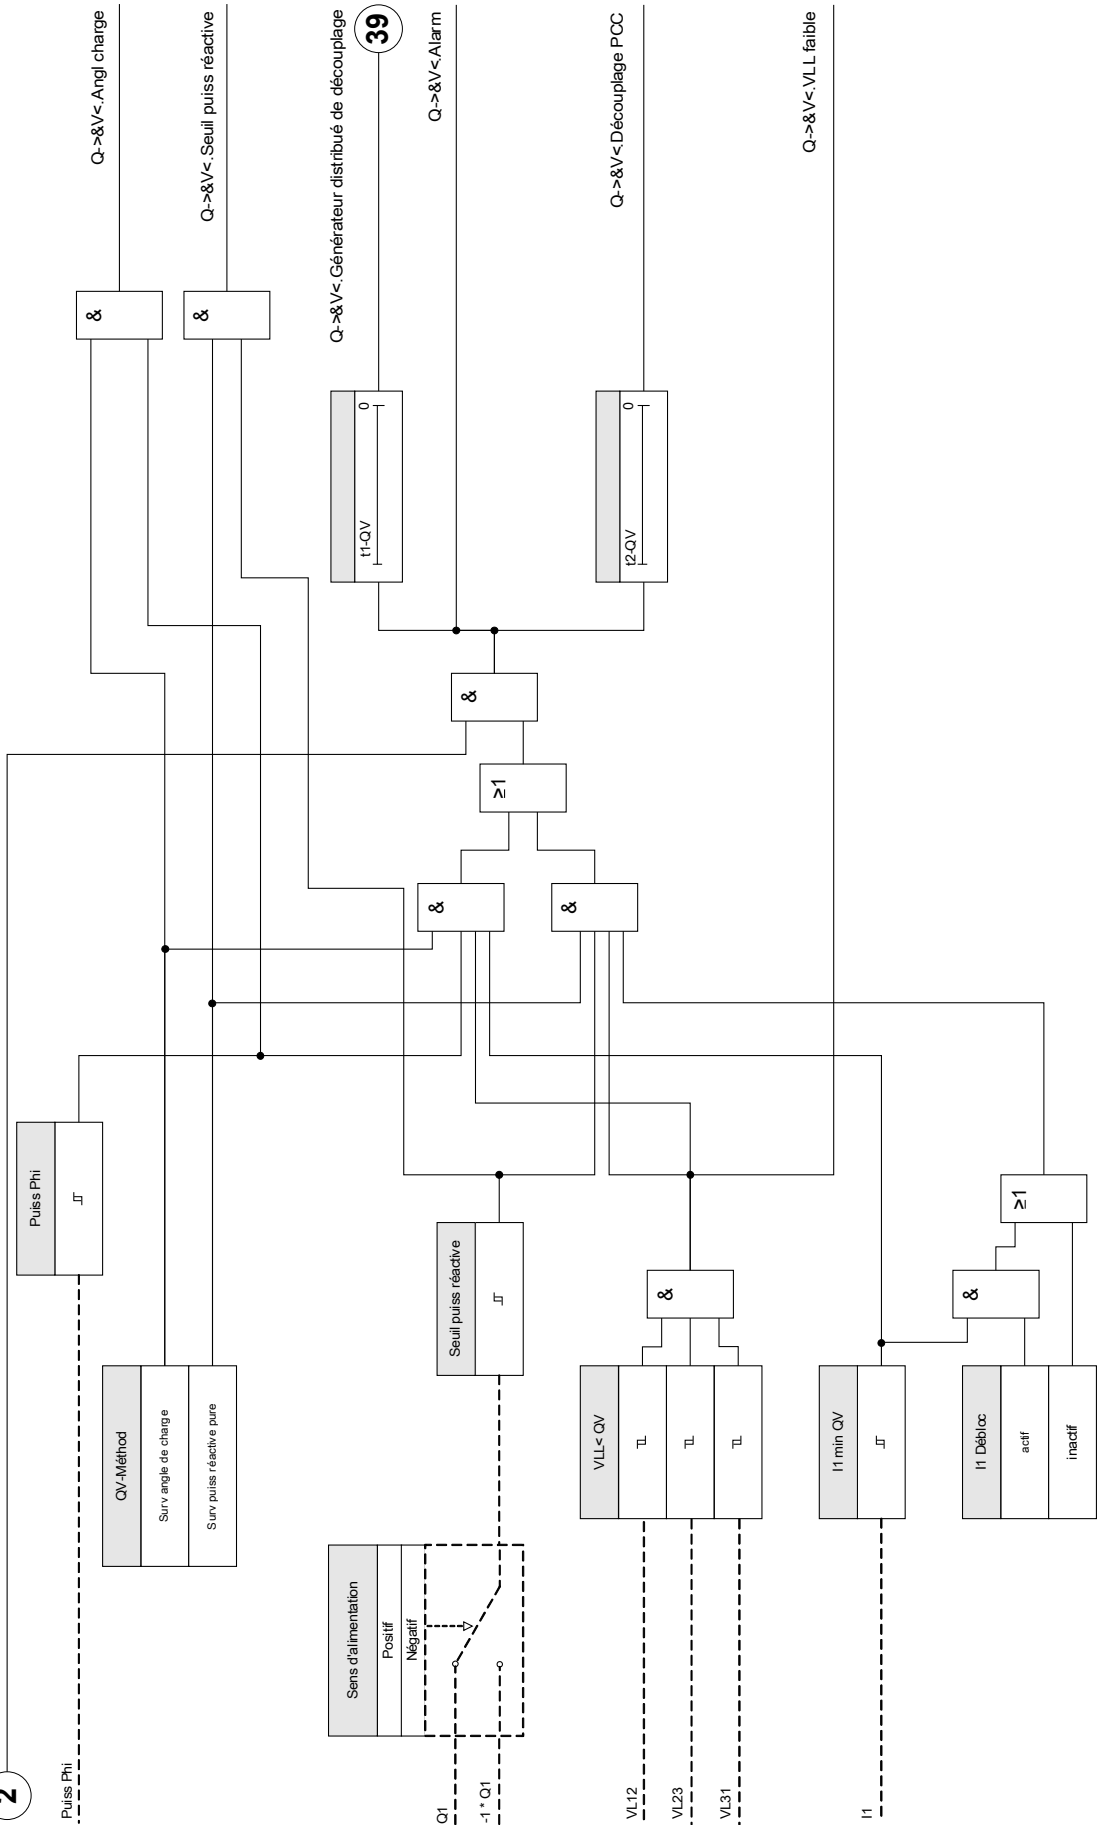 2
Puiss Phi
Puiss Phi
QV-Méthod
Surv angle de charge
Surv puiss réactive pure
&
Q->&V<.Angl charge
&
Q->&V<.Seuil puiss réactive
Sens d'alimentation
Positif
Négatif
Q1
-1 * Q1
Seuil puiss réactive
&
&
≥1
&
t1-QV
0
Q->&V<.Générateur distribué de découplage
39
Q->&V<.Alarm
t2-QV
0
Q->&V<.Découplage PCC
VL12
VL23
VL31
VLL< QV
&
Q->&V<.VLL faible
I1
I1 min QV
I1 Débloc
actif
inactif
&
≥1